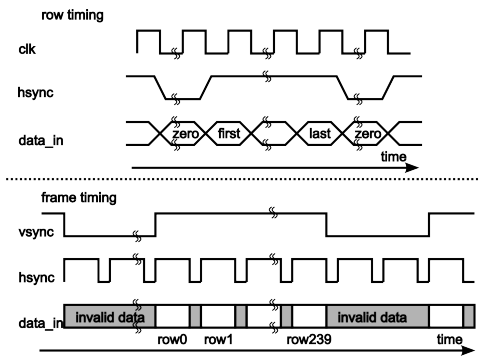 row timing
clk
hsync
data_in zero first last zero
time
frame timing
vsync
hsync
data_in invalid data invalid data
row0 row1 row239 time